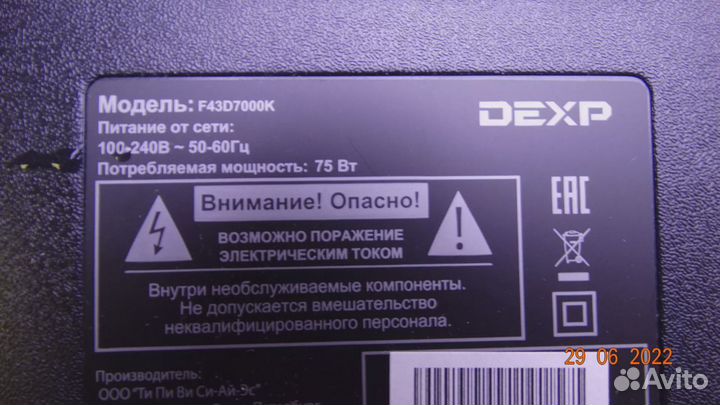 Модель: F43D7000K
DEXP
Питание от сети:
100-240В ~ 50-60Гц
Потребляемая мощность: 75 Вт
Внимание! Опасно!
ВОЗМОЖНО ПОРАЖЕНИЕ
ЭЛЕКТРИЧЕСКИМ ТОКОМ
EAC
Внутри необслуживаемые компоненты.
Не допускается вмешательство
неквалифицированного персонала.
Производитель:
ООО "Ти Пи Ви Си-Ай-Эс"
29 06 2022
Avito